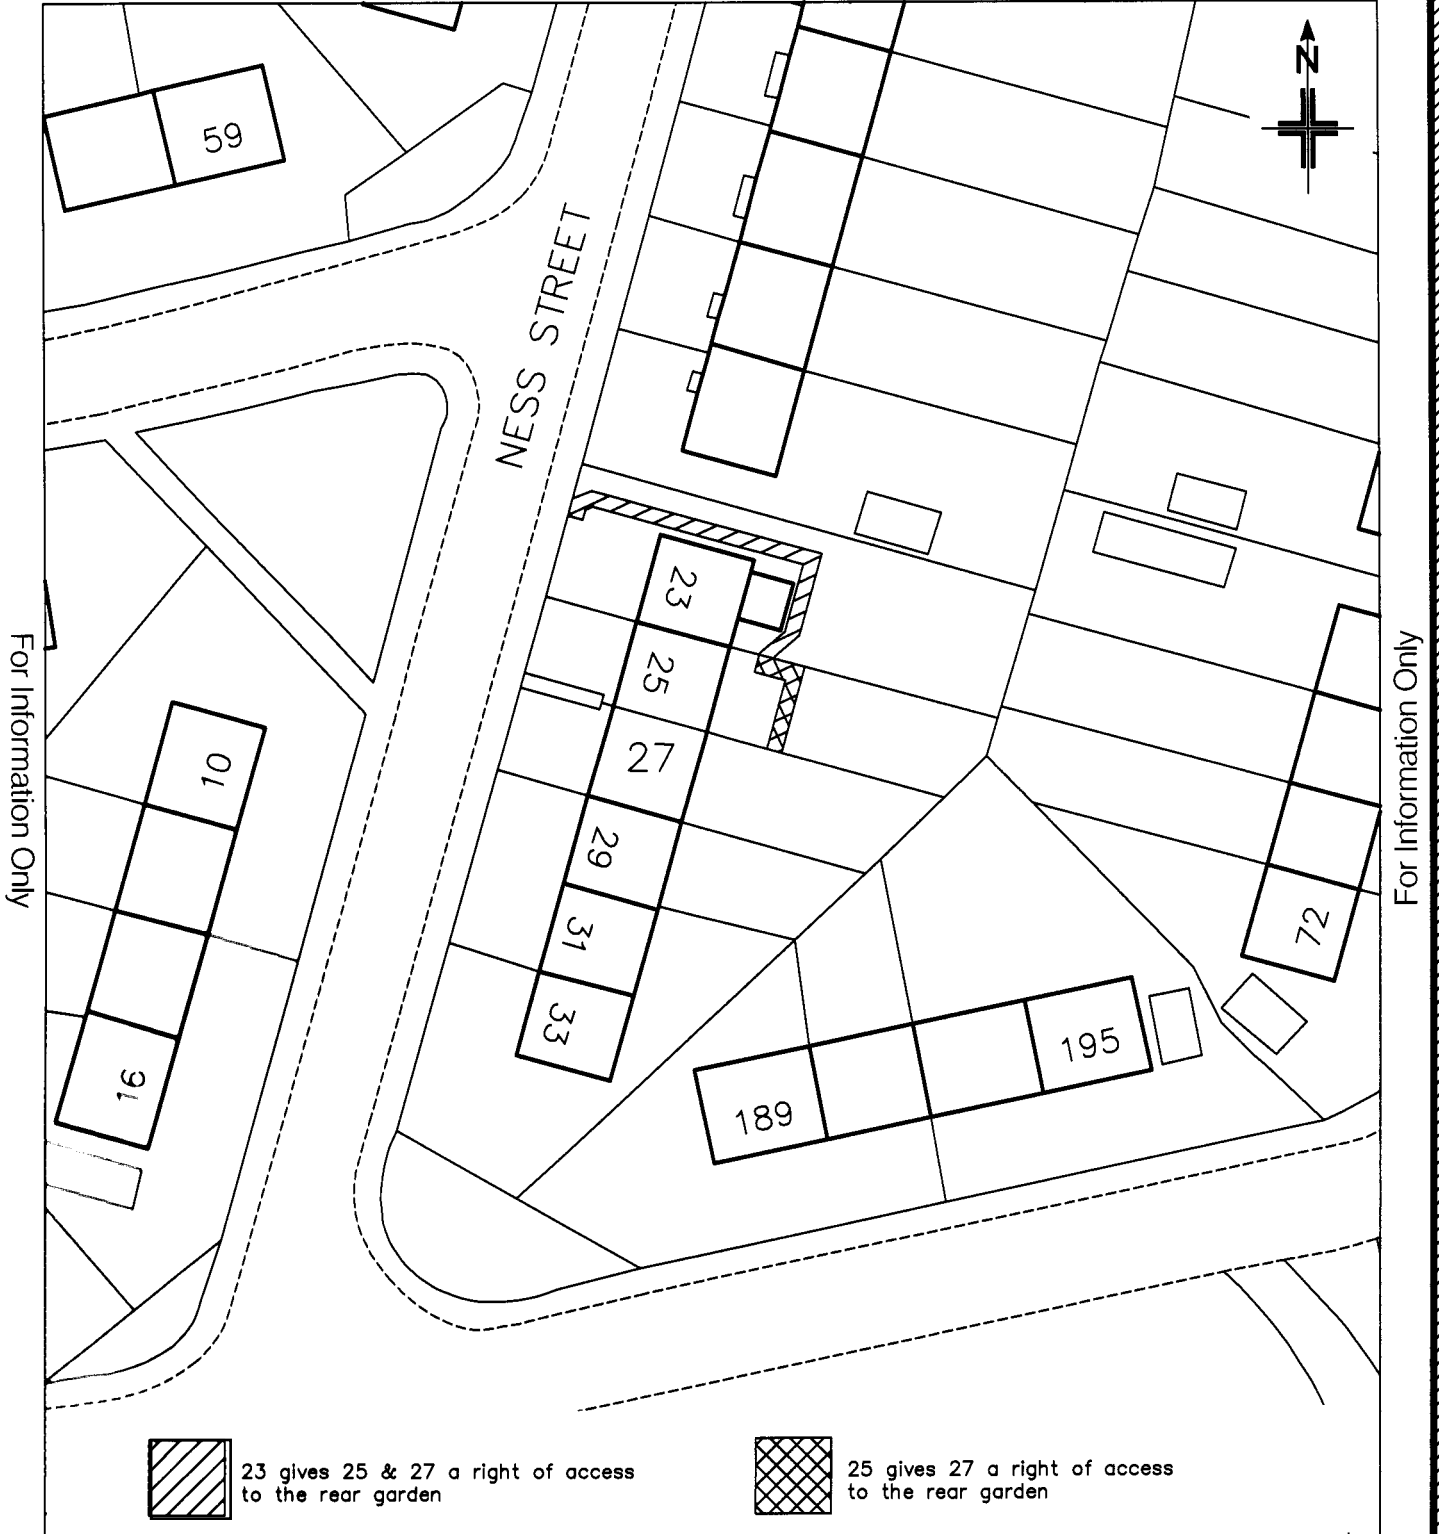 N
59
NESS STREET
23
25
27
29
31
33
10
16
72
195
189
For Information Only
For Information Only
23 gives 25 & 27 a right of access
to the rear garden
25 gives 27 a right of access
to the rear garden